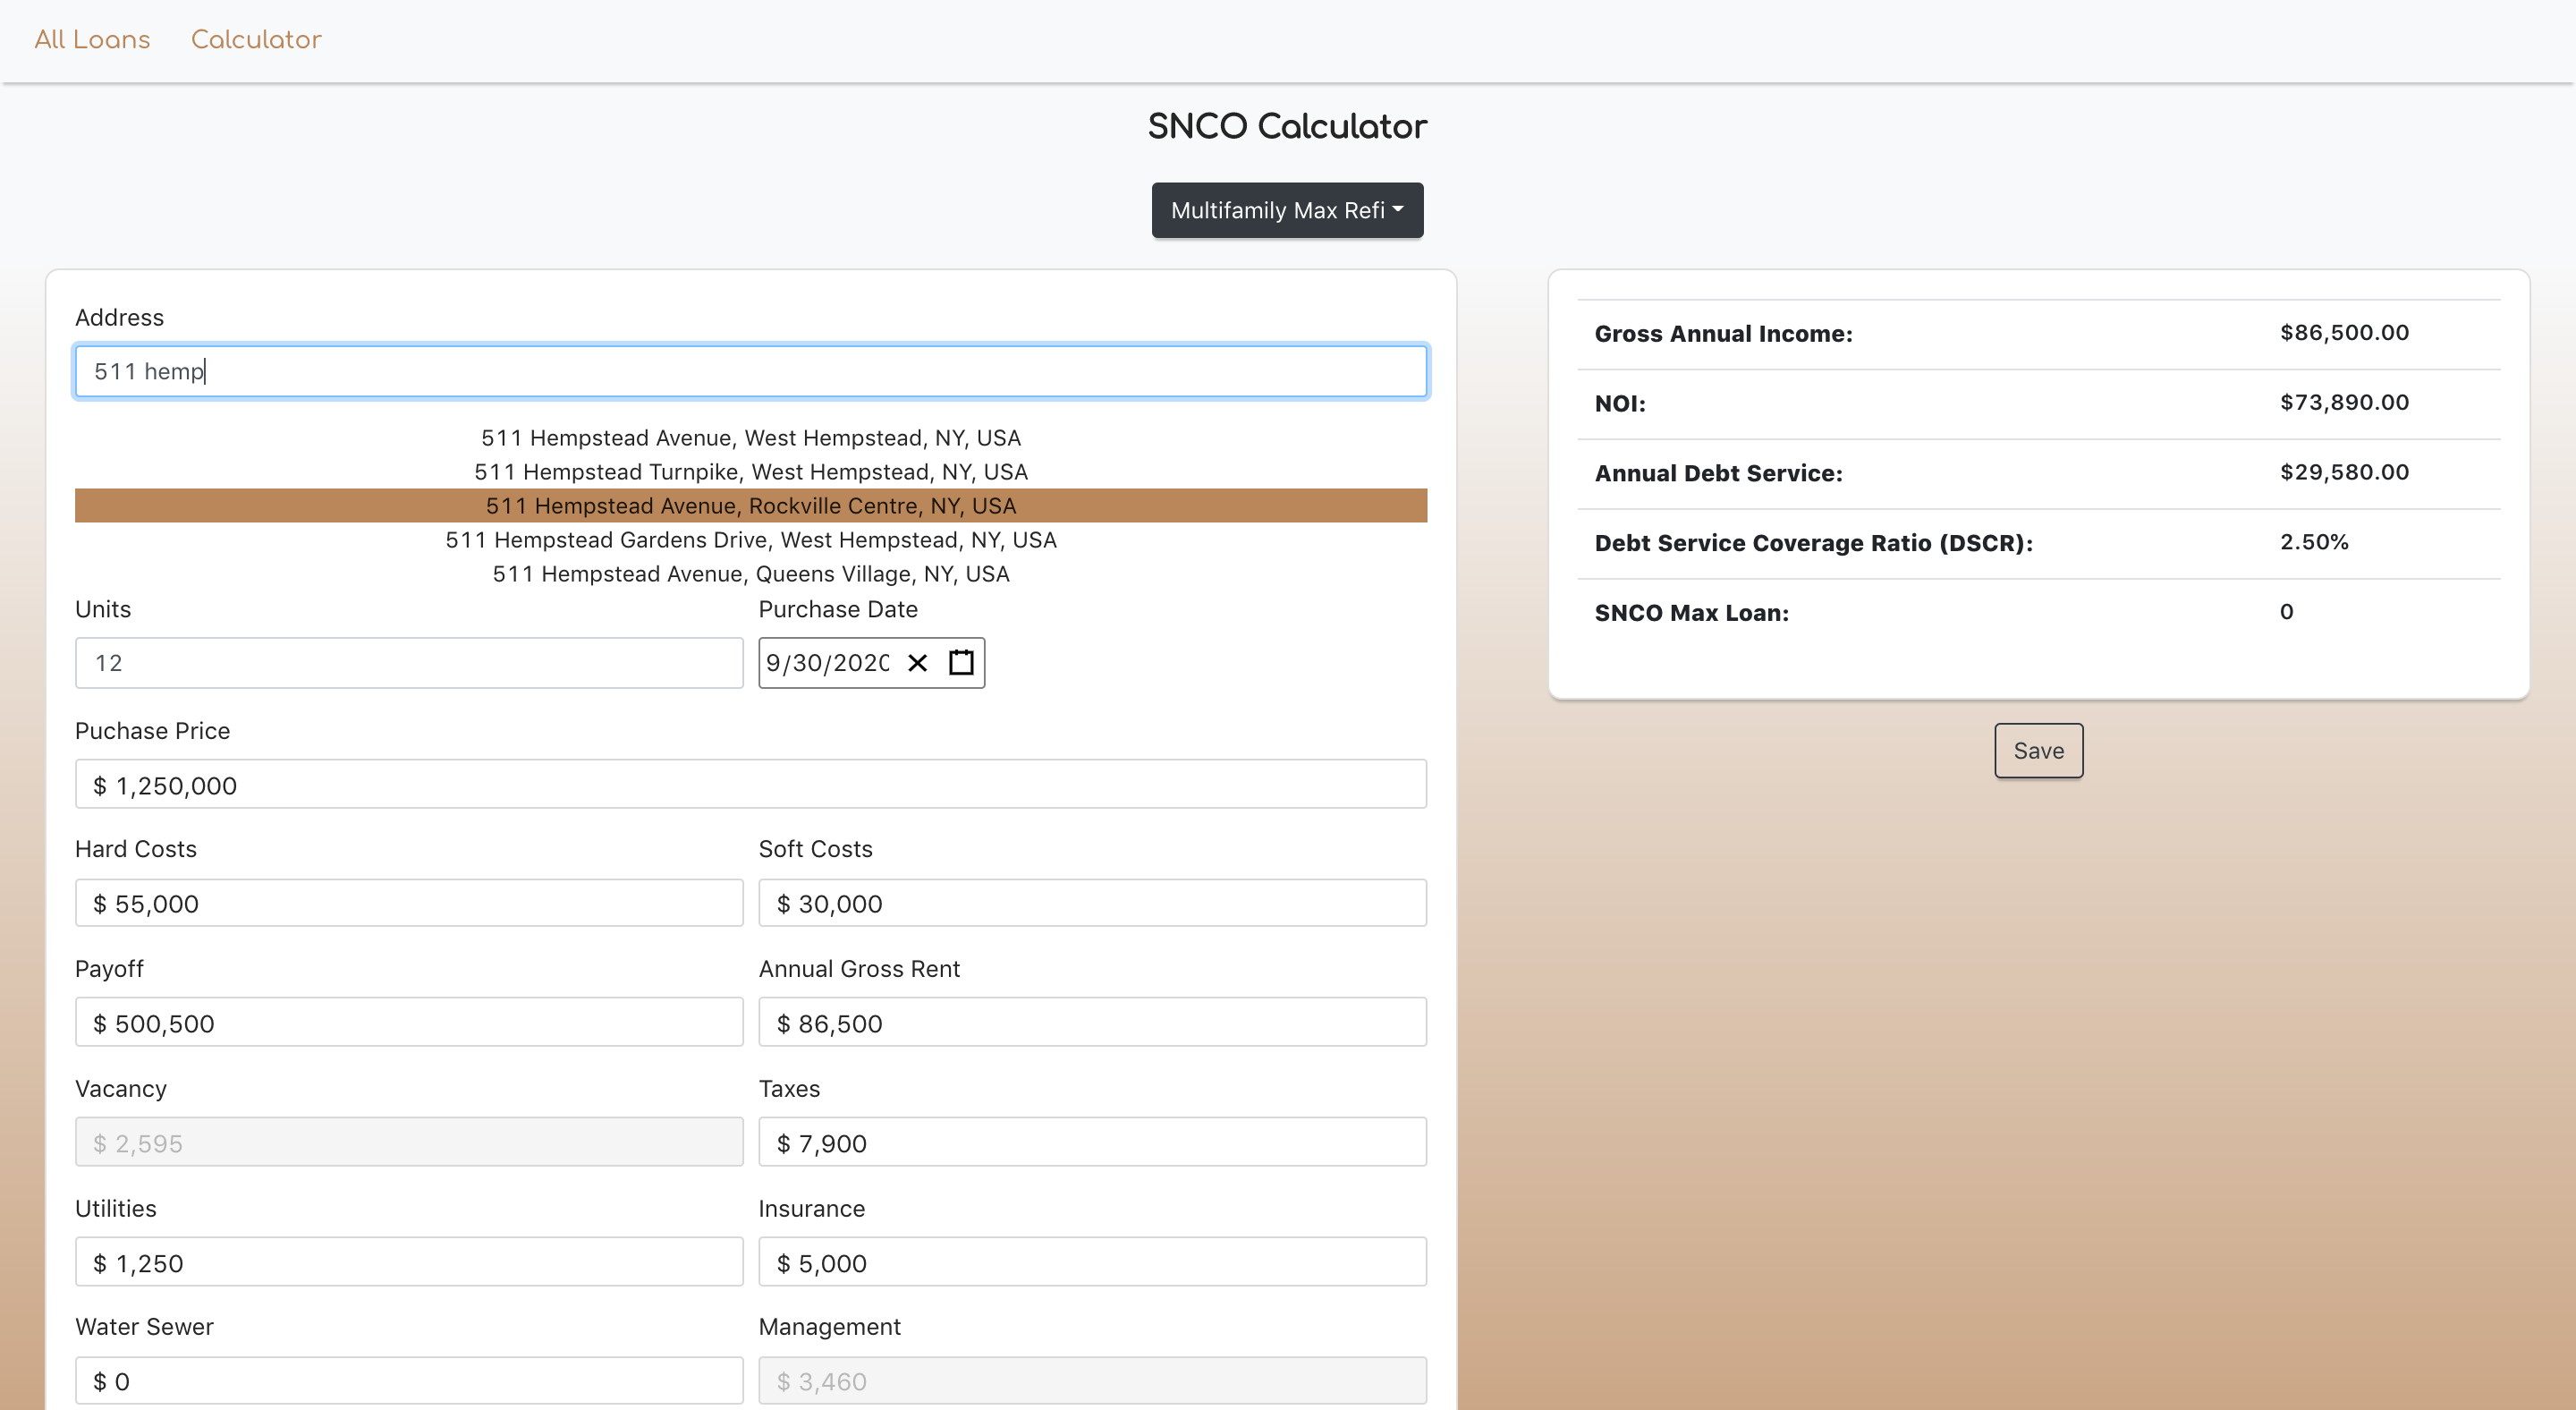 All Loans Calculator
SNCO Calculator
Multifamily Max Refi
Address
511 hemp
511 Hempstead Avenue, West Hempstead, NY, USA
511 Hempstead Turnpike, West Hempstead, NY, USA
511 Hempstead Avenue, Rockville Centre, NY, USA
511 Hempstead Gardens Drive, West Hempstead, NY, USA
511 Hempstead Avenue, Queens Village, NY, USA
Units Purchase Date
12 9/30/2020
Puchase Price
$ 1,250,000
Hard Costs Soft Costs
$ 55,000 $ 30,000
Payoff Annual Gross Rent
$ 500,500 $ 86,500
Vacancy Taxes
$ 2,595 $ 7,900
Utilities Insurance
$ 1,250 $ 5,000
Water Sewer Management
$ 0 $ 3,460
Gross Annual Income: $86,500.00
NOI: $73,890.00
Annual Debt Service: $29,580.00
Debt Service Coverage Ratio (DSCR): 2.50%
SNCO Max Loan: 0
Save